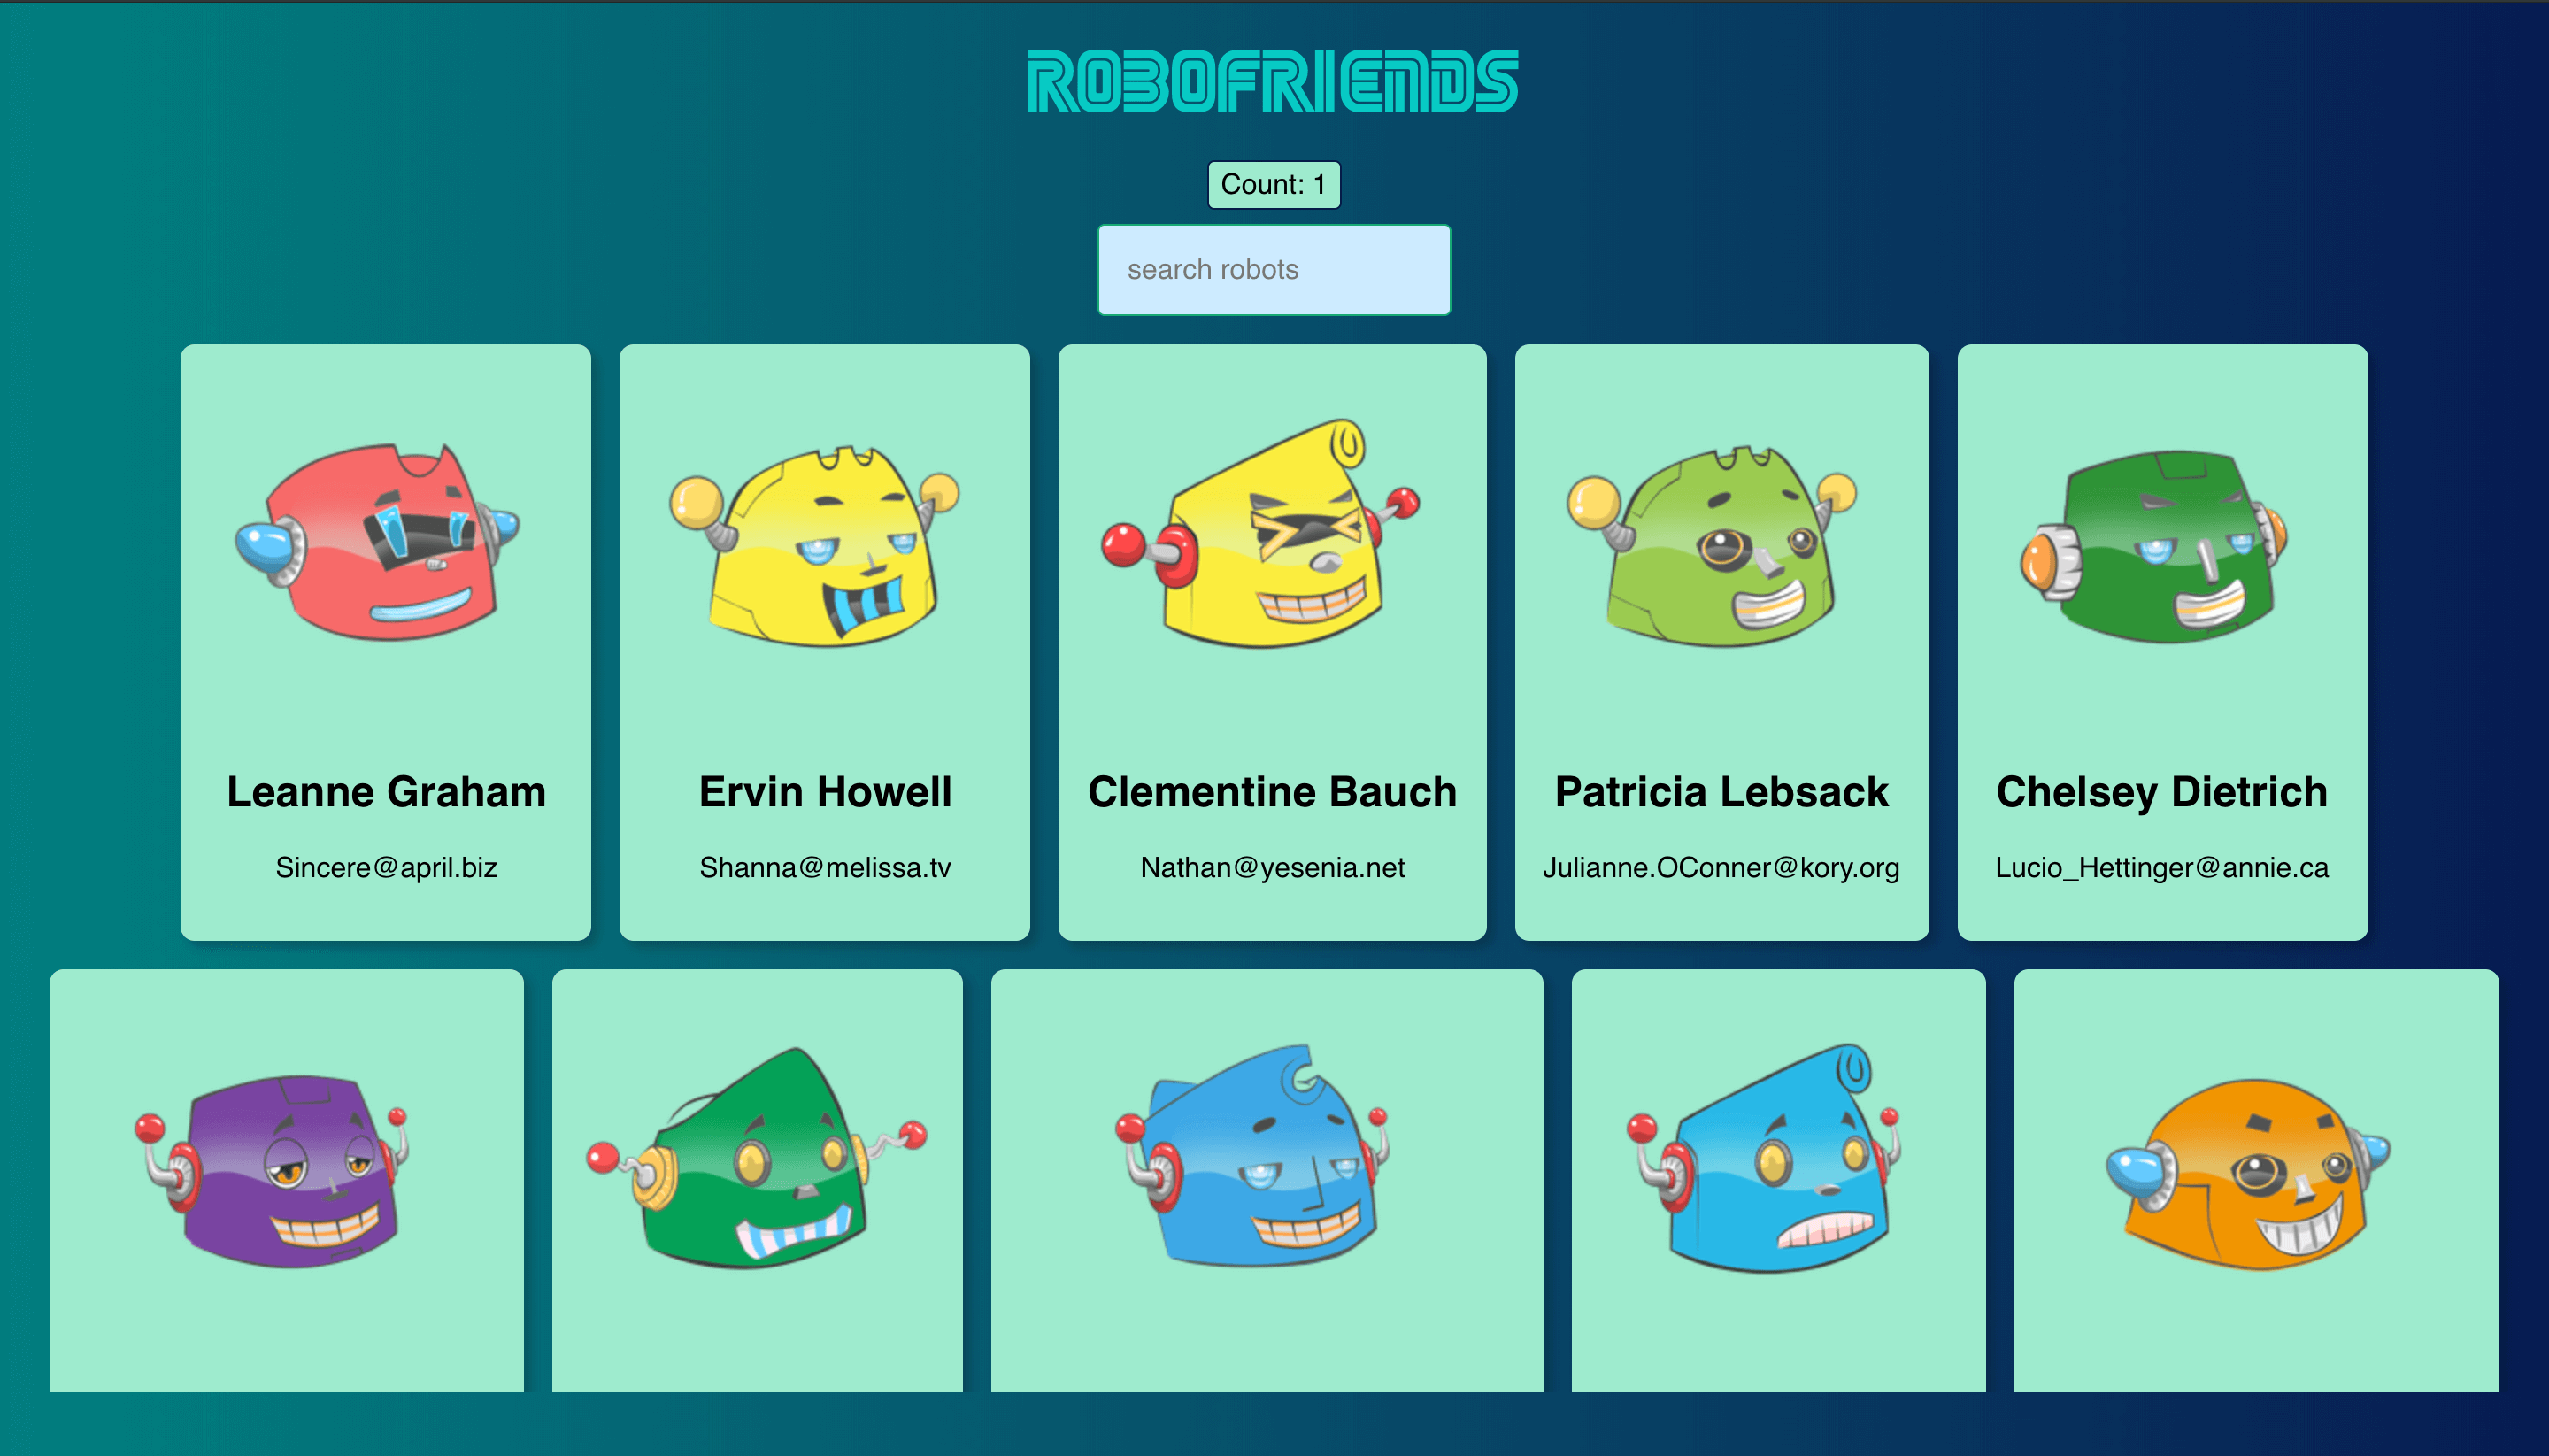 ROBOFRIENDS
Count: 1
search robots
Leanne Graham
Sincere@april.biz
Ervin Howell
Shanna@melissa.tv
Clementine Bauch
Nathan@yesenia.net
Patricia Lebsack
Julianne.OConner@kory.org
Chelsey Dietrich
Lucio_Hettinger@annie.ca